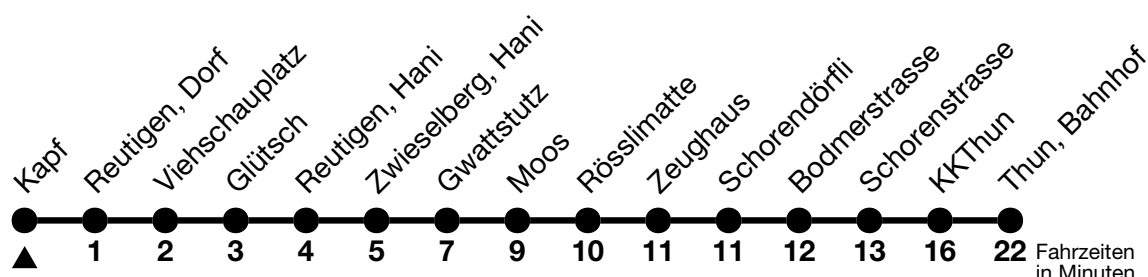 Kapf
Reutigen, Dorf
Viehschauplatz
Glütsch
Reutigen, Hani
Zwieselberg, Hani
Gwattstutz
Moos
Rösslimatte
Zeughaus
Schorendörfli
Bodmerstrasse
Schorenstrasse
KKThun
Thun, Bahnhof
1 2 3 4 5 7 9 10 11 11 12 13 16 22 Fahrzeiten
in Minuten